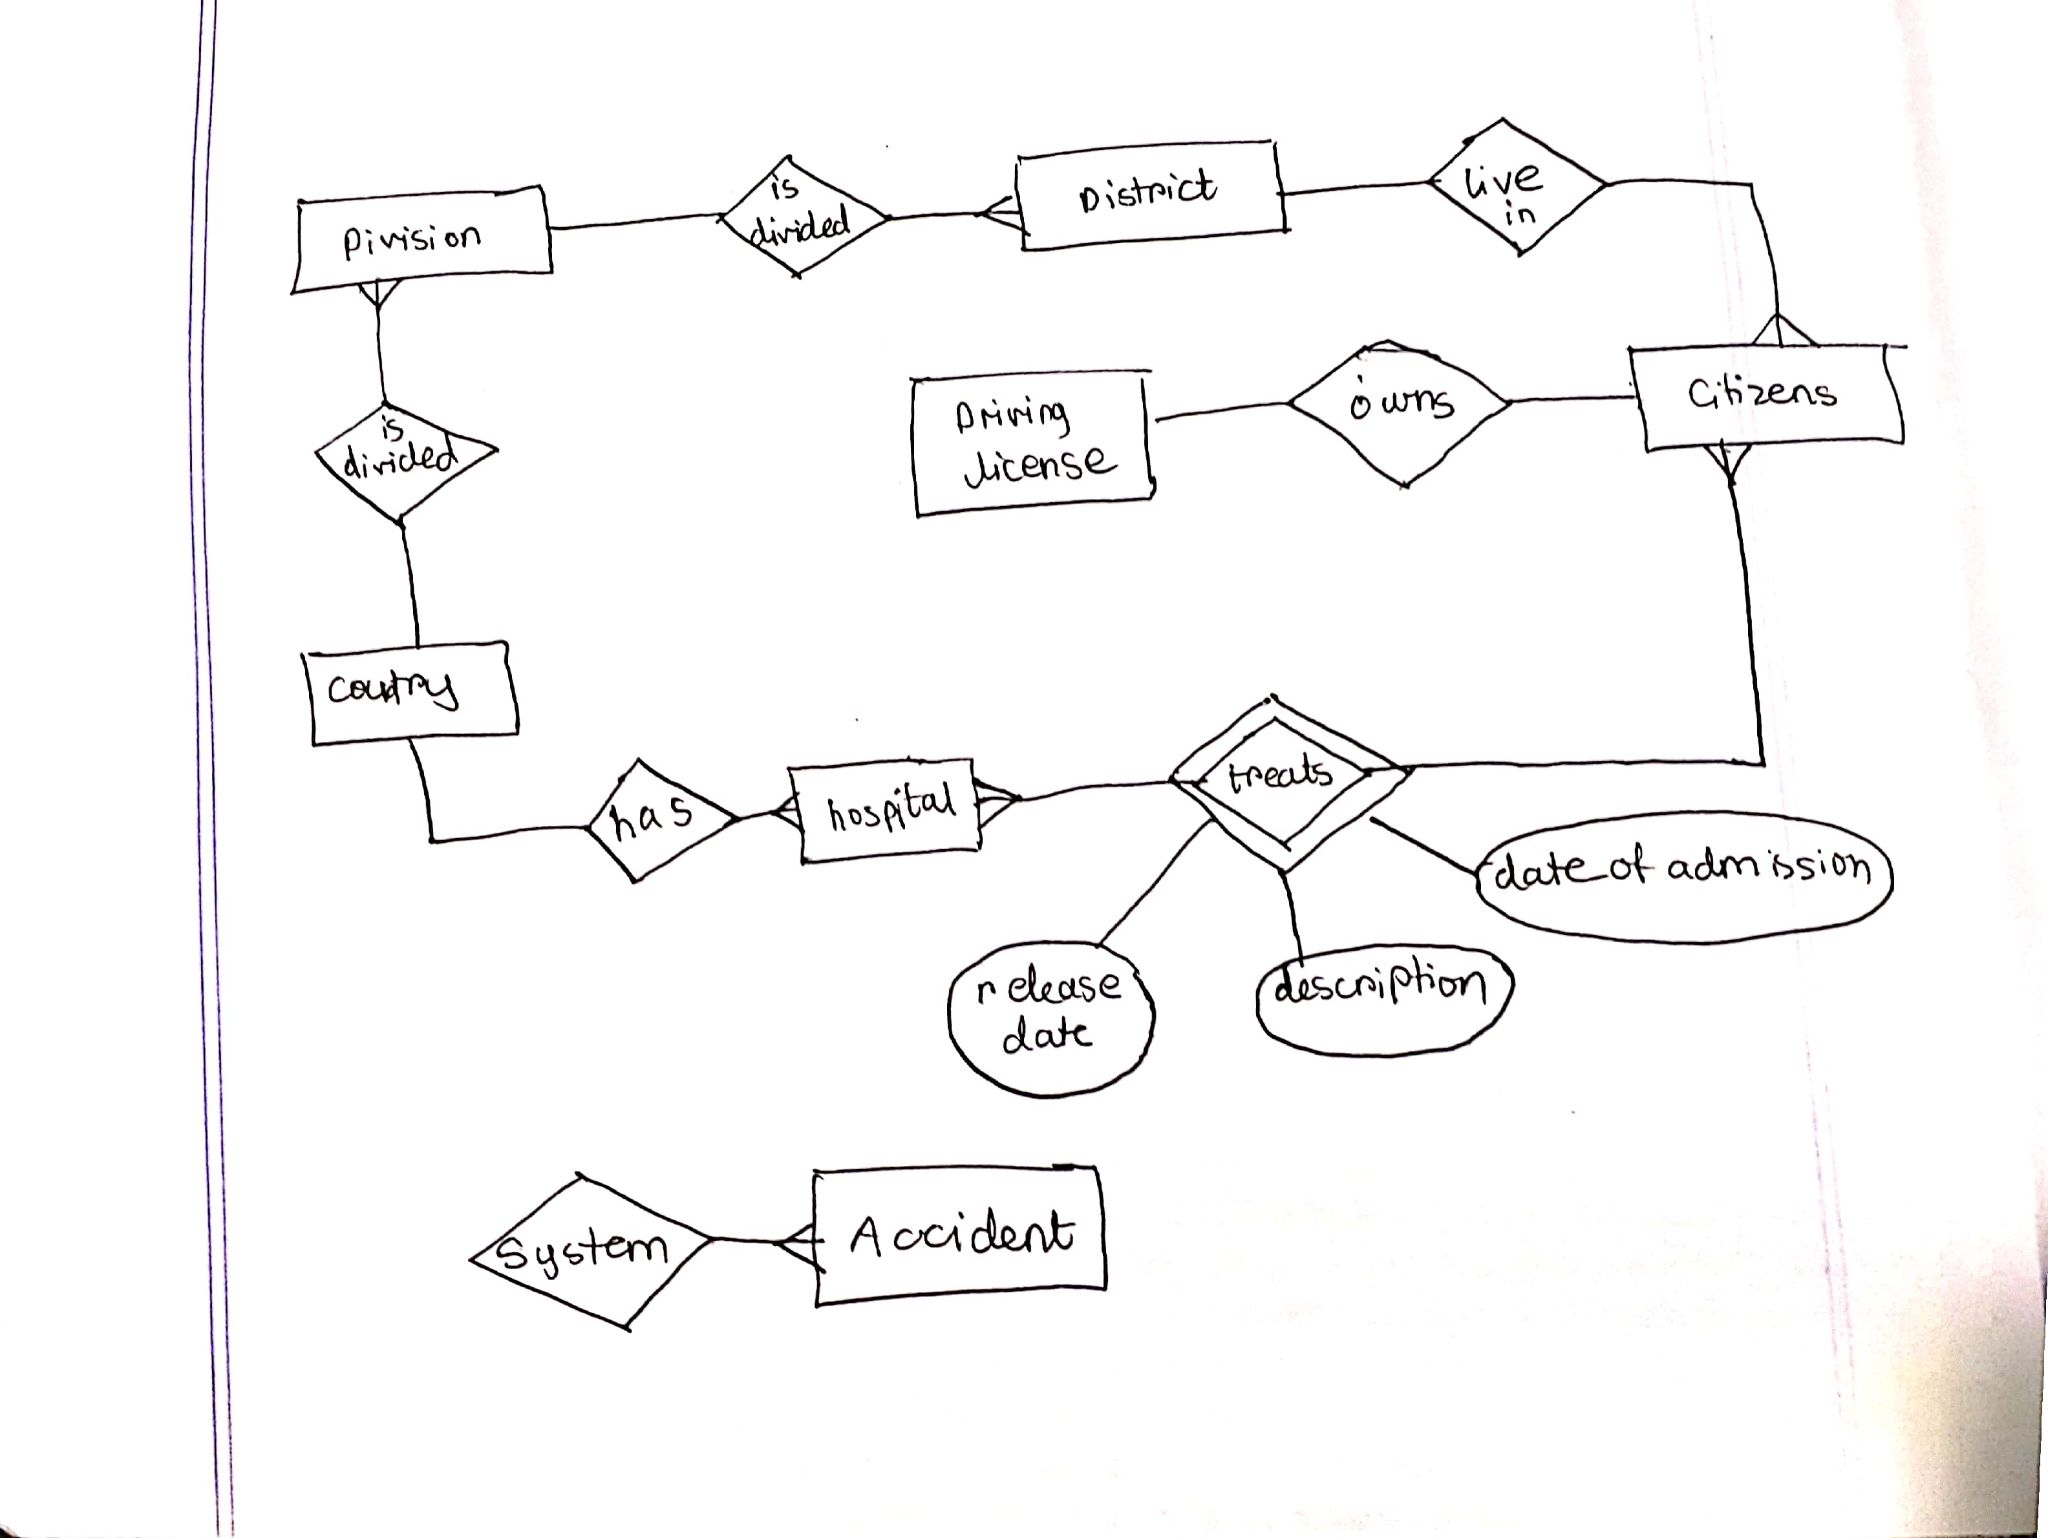 is
divided
District
live
in
Division
Driving
license
owns
Citizens
is
divided
country
has
hospital
treats
date of admission
release
date
description
System
Accident